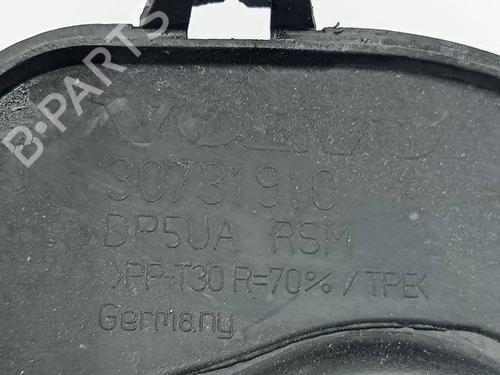 B-PARTS
VOLVO
30731910
DP5UA RSM
>PP-T30 R=70% / TPE<
Germany